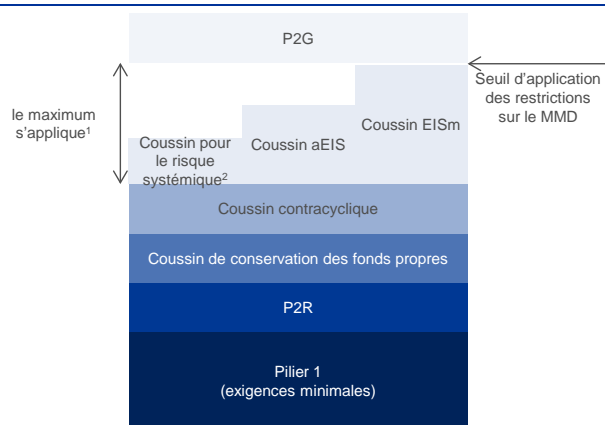 P2G
Seuil d'application
des restrictions
sur le MMD
le maximum
s'applique¹
Coussin pour
le risque
systémique²
Coussin aEIS
Coussin EISm
Coussin contracyclique
Coussin de conservation des fonds propres
P2R
Pilier 1
(exigences minimales)